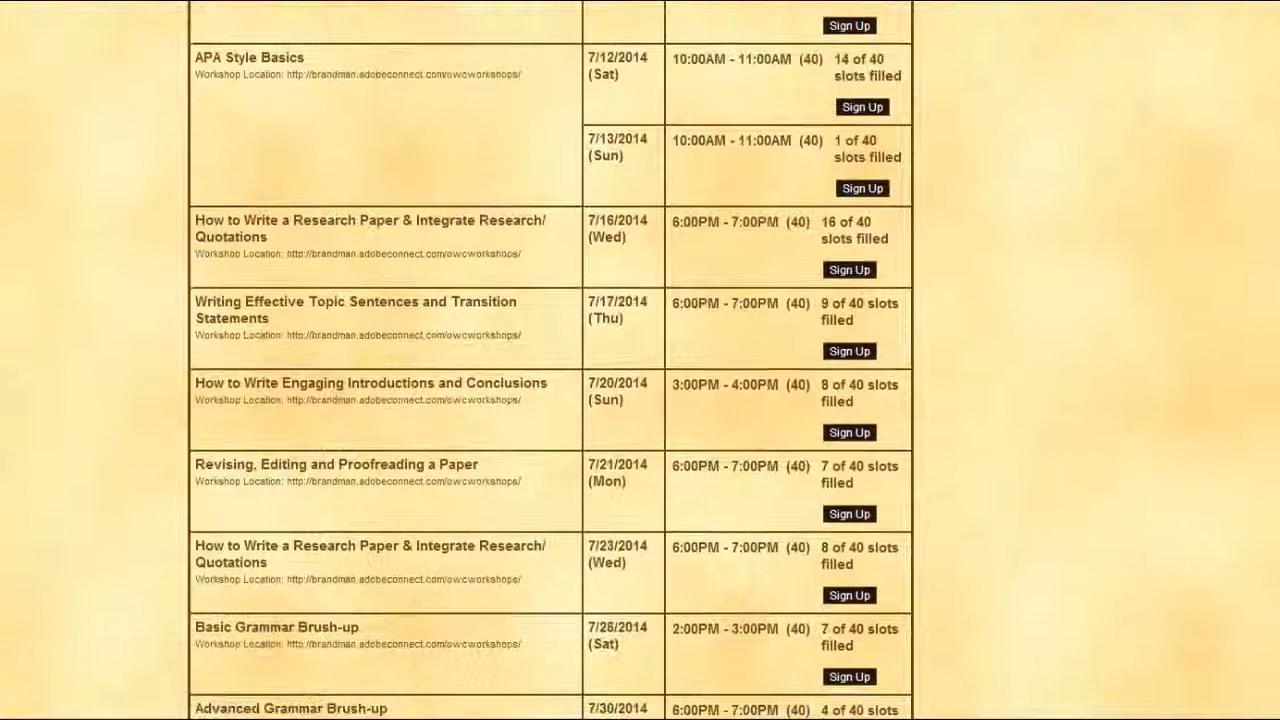 Sign Up
APA Style Basics
Workshop Location: http://brandman.adobeconnect.com/owcworkshops/
7/12/2014
(Sat)
10:00AM - 11:00AM (40)
14 of 40
slots filled
Sign Up
7/13/2014
(Sun)
10:00AM - 11:00AM (40)
1 of 40
slots filled
Sign Up
How to Write a Research Paper & Integrate Research/
Quotations
Workshop Location: http://brandman.adobeconnect.com/owcworkshops/
7/16/2014
(Wed)
6:00PM - 7:00PM (40)
16 of 40
slots filled
Sign Up
Writing Effective Topic Sentences and Transition
Statements
Workshop Location: http://brandman.adobeconnect.com/owcworkshops/
7/17/2014
(Thu)
6:00PM - 7:00PM (40)
9 of 40 slots
filled
Sign Up
How to Write Engaging Introductions and Conclusions
Workshop Location: http://brandman.adobeconnect.com/owcworkshops/
7/20/2014
(Sun)
3:00PM - 4:00PM (40)
8 of 40 slots
filled
Sign Up
Revising, Editing and Proofreading a Paper
Workshop Location: http://brandman.adobeconnect.com/owcworkshops/
7/21/2014
(Mon)
6:00PM - 7:00PM (40)
7 of 40 slots
filled
Sign Up
How to Write a Research Paper & Integrate Research/
Quotations
Workshop Location: http://brandman.adobeconnect.com/owcworkshops/
7/23/2014
(Wed)
6:00PM - 7:00PM (40)
8 of 40 slots
filled
Sign Up
Basic Grammar Brush-up
Workshop Location: http://brandman.adobeconnect.com/owcworkshops/
7/26/2014
(Sat)
2:00PM - 3:00PM (40)
7 of 40 slots
filled
Sign Up
Advanced Grammar Brush-up
7/30/2014
6:00PM - 7:00PM (40)
4 of 40 slots